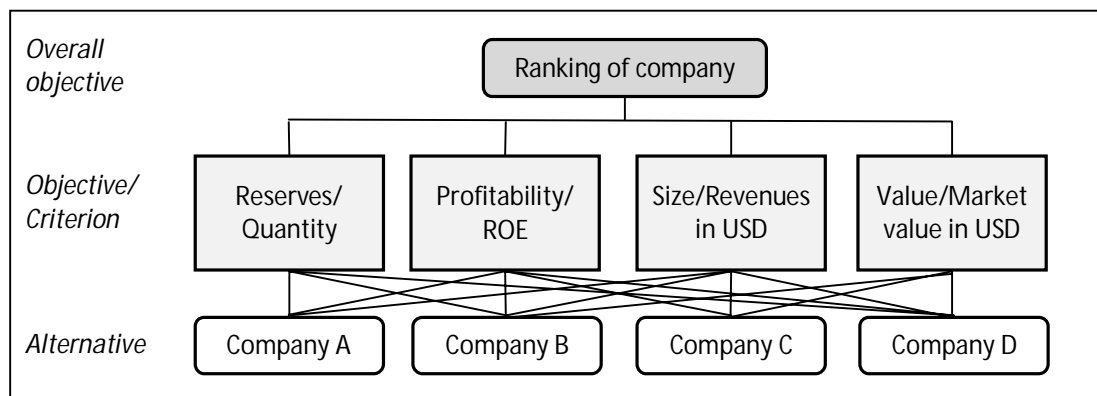 Overall
objective
Ranking of company
Objective/
Criterion
Reserves/
Quantity
Profitability/
ROE
Size/Revenues
in USD
Value/Market
value in USD
Alternative
Company A
Company B
Company C
Company D